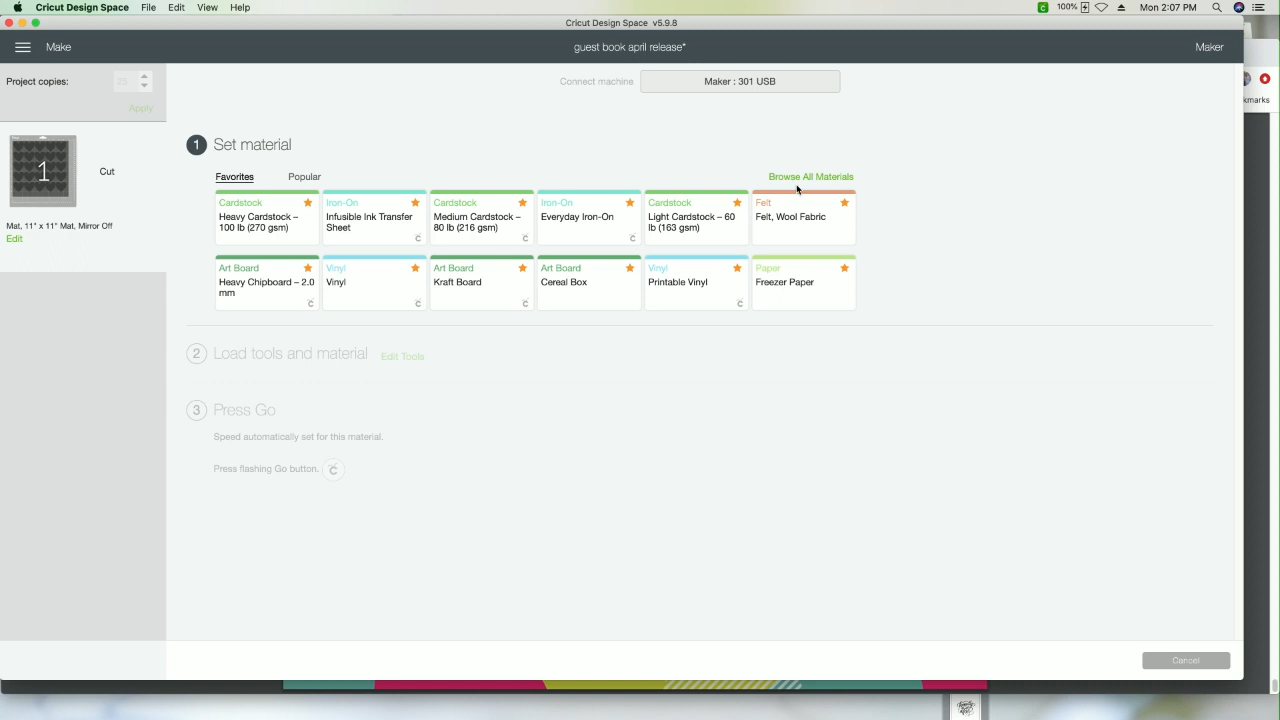 Cricut Design Space File Edit View Help 100% Mon 2:07 PM
Cricut Design Space v5.9.8
Make guest book april release* Maker
Project copies:
Apply
Connect machine Maker : 301 USB
kmarks
1 Set material
1 Cut
Favorites Popular Browse All Materials
Cardstock Iron-On Cardstock Iron-On Cardstock Felt
Heavy Cardstock – Infusible Ink Transfer Medium Cardstock – Everyday Iron-On Light Cardstock – 60 Felt, Wool Fabric
100 lb (270 gsm) Sheet 80 lb (216 gsm) lb (163 gsm)
Mat, 11" x 11" Mat, Mirror Off
Edit
Art Board Vinyl Art Board Art Board Vinyl Paper
Heavy Chipboard – 2.0 Vinyl Kraft Board Cereal Box Printable Vinyl Freezer Paper
mm
2 Load tools and material Edit Tools
3 Press Go
Speed automatically set for this material.
Press flashing Go button.
Cancel